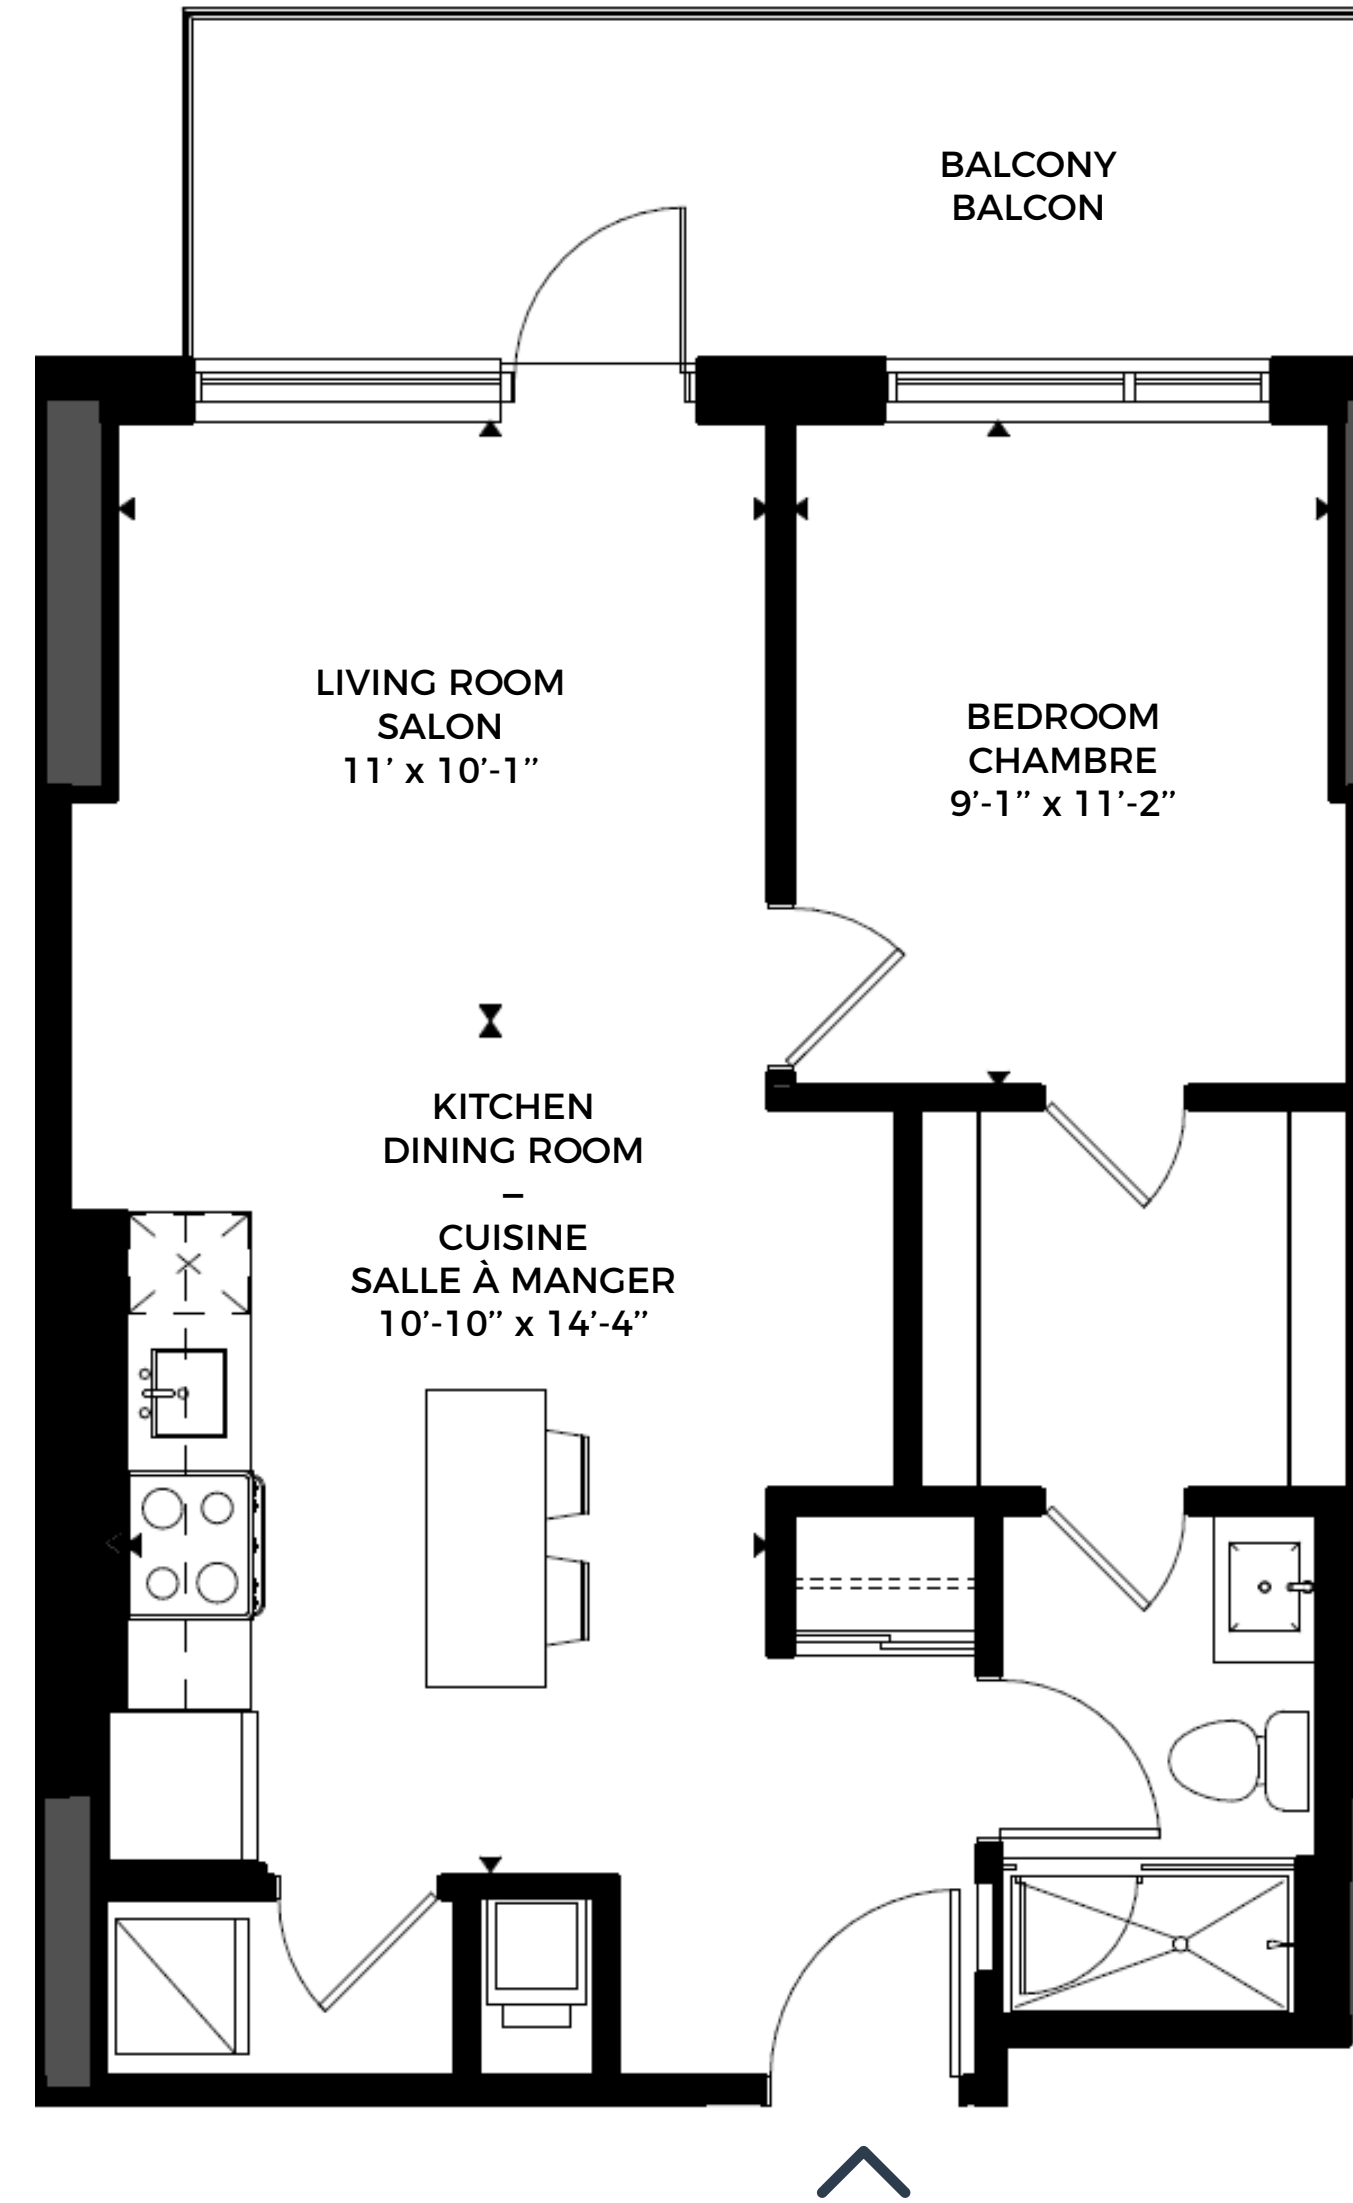 BALCONY
BALCON
LIVING ROOM
SALON
11’ x 10’-1”
BEDROOM
CHAMBRE
9’-1” x 11’-2”
KITCHEN
DINING ROOM
–
CUISINE
SALLE À MANGER
10’-10” x 14’-4”